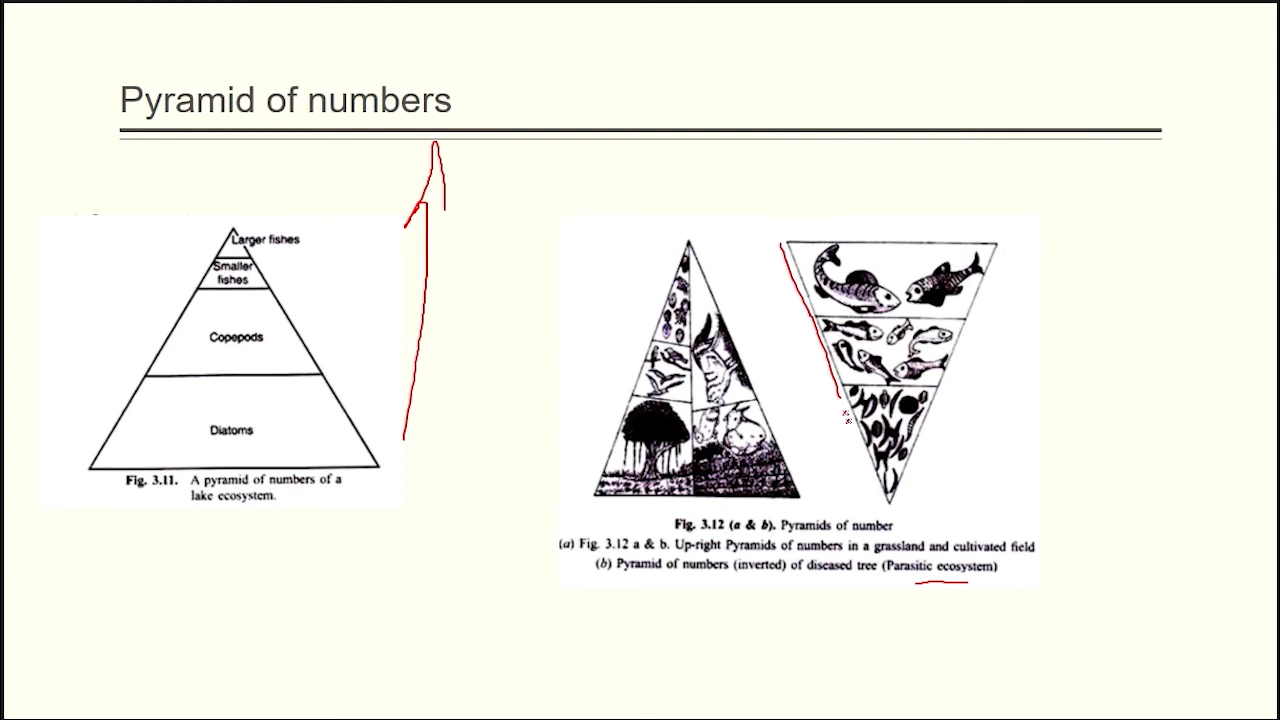 Pyramid of numbers
Larger fishes
Smaller
fishes
Copepods
Diatoms
Fig. 3.11. A pyramid of numbers of a
lake ecosystem.
Fig. 3.12 (a & b). Pyramids of number
(a) Fig. 3.12 a & b. Up-right Pyramids of numbers in a grassland and cultivated field
(b) Pyramid of numbers (inverted) of diseased tree (Parasitic ecosystem)